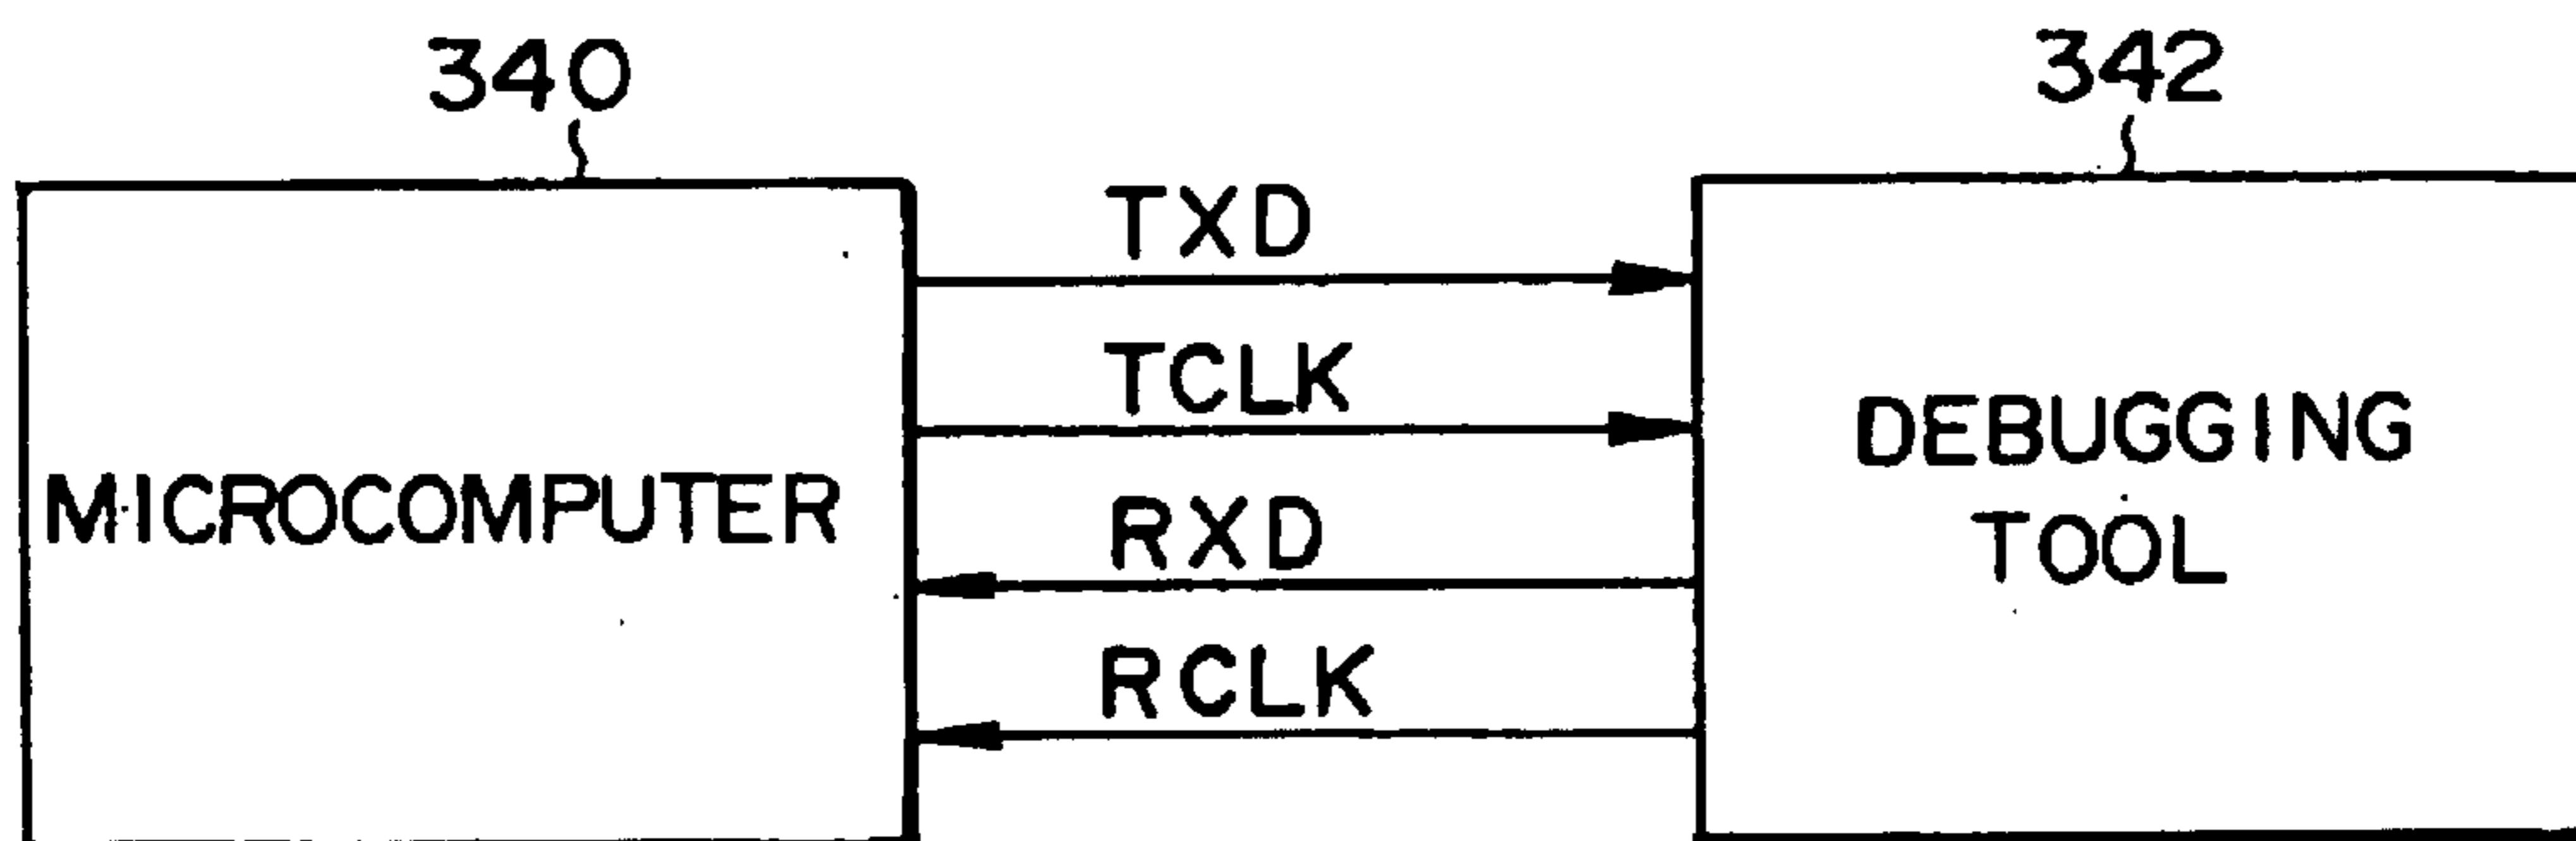 340
342
TXD
TCLK
RXD
RCLK
MICROCOMPUTER
DEBUGGING
TOOL